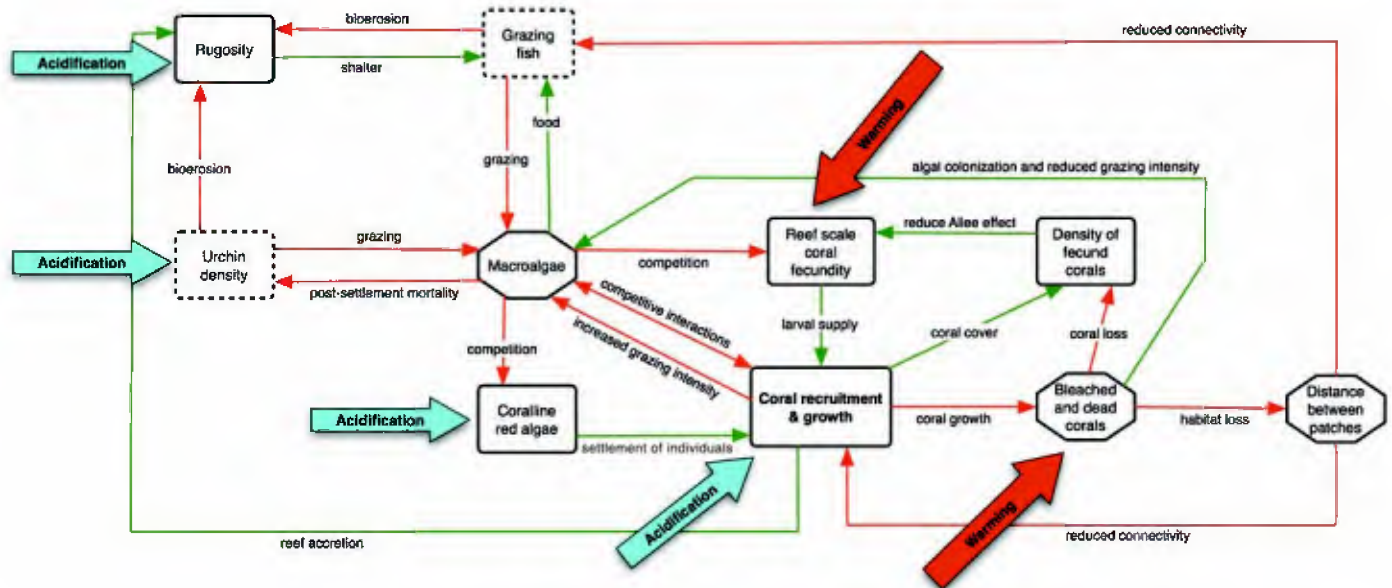 bioerosion
reduced connectivity
Grazing
fish
Rugosity
Acidification
shalter
Warming
food
grazing
algal colonization and reduced grazing intensity
bioerosion
reduce Allee effect
Reef scale
coral
fecundity
Density of
fecund
corals
grazing
Urchin
density
Acidification
Macroalgae
competition
post-settlement mortality
competitive interactions
larval supply
coral cover
coral loss
increased grazing intensity
competition
Coral recruitment
& growth
Bleached
and dead
corals
Distance
between
patches
Acidification
Coralline
red algae
coral growth
habitat loss
settlement of individuals
Acidification
Warming
reef accretion
reduced connectivity